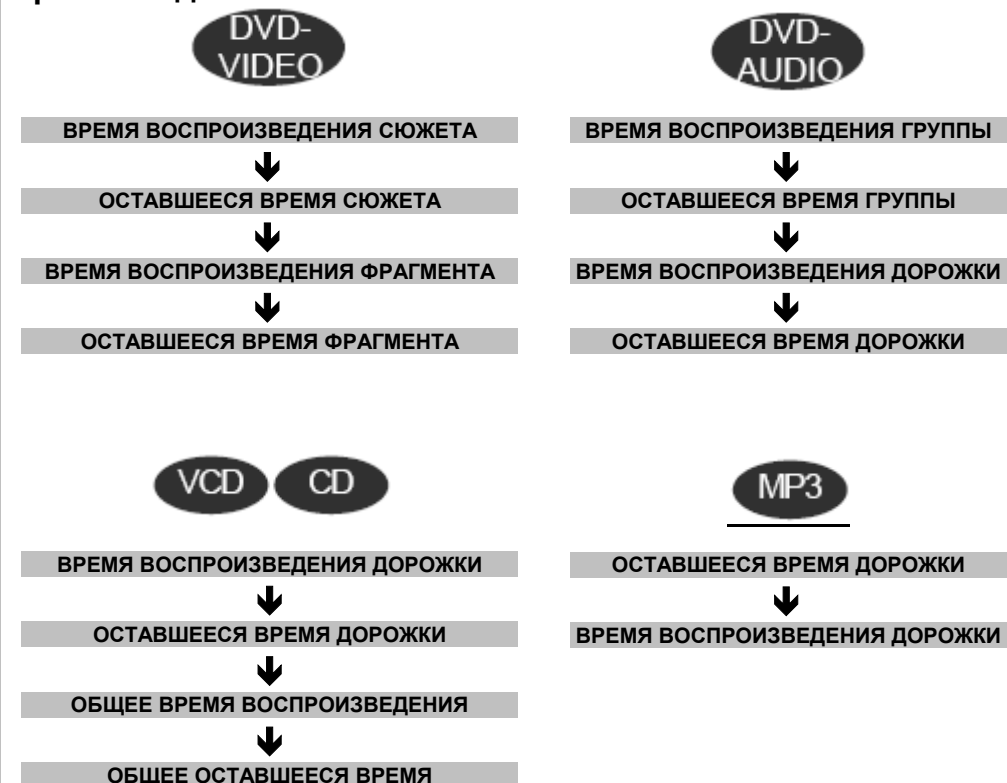 DVD-
VIDEO
ВРЕМЯ ВОСПРОИЗВЕДЕНИЯ СЮЖЕТА
ОСТАВШЕЕСЯ ВРЕМЯ СЮЖЕТА
ВРЕМЯ ВОСПРОИЗВЕДЕНИЯ ФРАГМЕНТА
ОСТАВШЕЕСЯ ВРЕМЯ ФРАГМЕНТА
DVD-
AUDIO
ВРЕМЯ ВОСПРОИЗВЕДЕНИЯ ГРУППЫ
ОСТАВШЕЕСЯ ВРЕМЯ ГРУППЫ
ВРЕМЯ ВОСПРОИЗВЕДЕНИЯ ДОРОЖКИ
ОСТАВШЕЕСЯ ВРЕМЯ ДОРОЖКИ
VCD CD
ВРЕМЯ ВОСПРОИЗВЕДЕНИЯ ДОРОЖКИ
ОСТАВШЕЕСЯ ВРЕМЯ ДОРОЖКИ
ОБЩЕЕ ВРЕМЯ ВОСПРОИЗВЕДЕНИЯ
ОБЩЕЕ ОСТАВШЕЕСЯ ВРЕМЯ
MP3
ОСТАВШЕЕСЯ ВРЕМЯ ДОРОЖКИ
ВРЕМЯ ВОСПРОИЗВЕДЕНИЯ ДОРОЖКИ